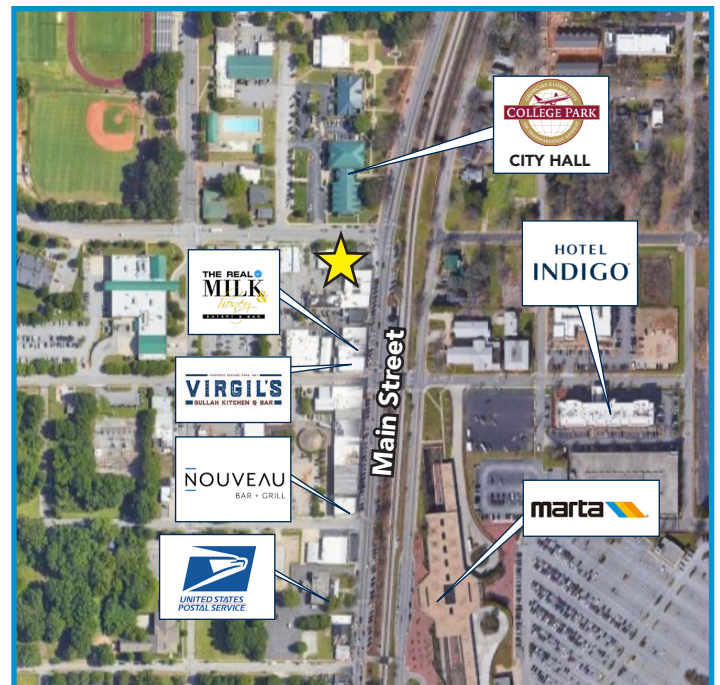 COLLEGE PARK
CITY HALL
HOTEL
INDIGO
THE REAL
MILK
&
honey
EATERY & BAR
VIRGIL'S
GULLAH KITCHEN & BAR
Main Street
NOUVEAU
BAR + GRILL
marta
UNITED STATES
POSTAL SERVICE